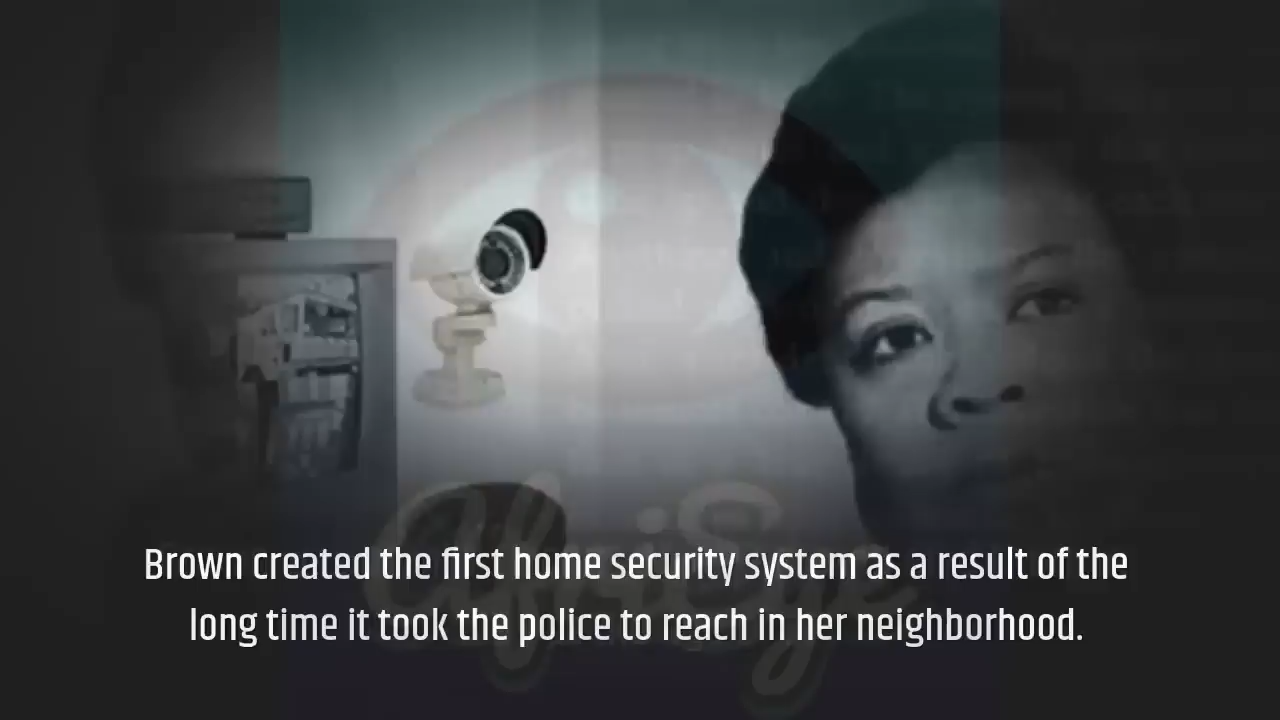 Brown created the first home security system as a result of the
long time it took the police to reach in her neighborhood.
AfriEye